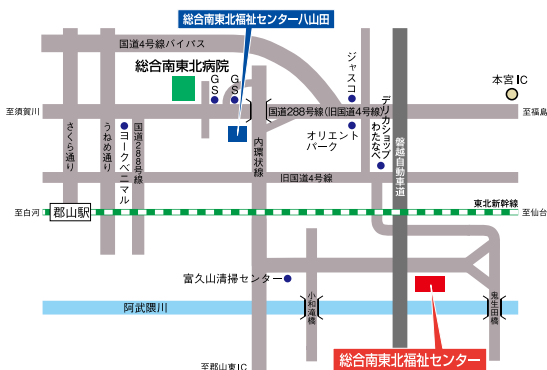 総合南東北福祉センター八山田
国道4号線バイパス
総合南東北病院
GS
GS
ジャスコ
本宮IC
至須賀川
国道288号線(旧国道4号線)
至福島
さくら通り
うねめ通り
ヨークベニマル
国道288号線
内環状線
オリエント
パーク
デリカショップ
わたなべ
磐越自動車道
旧国道4号線
東北新幹線
至白河
郡山駅
至仙台
富久山清掃センター
小和滝橋
鬼生田橋
阿武隈川
総合南東北福祉センター
至郡山東IC